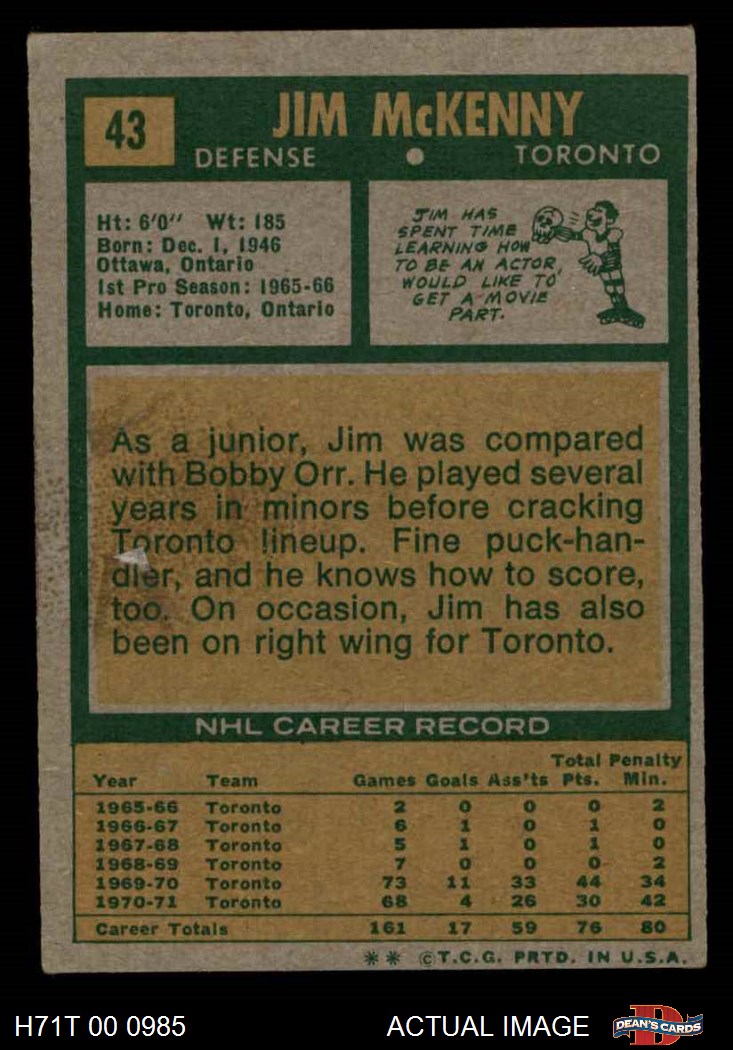 43
JIM McKENNY
DEFENSE • TORONTO
Ht: 6'0" Wt: 185
Born: Dec. 1, 1946
Ottawa, Ontario
1st Pro Season: 1965-66
Home: Toronto, Ontario
JIM HAS
SPENT TIME
LEARNING HOW
TO BE AN ACTOR,
WOULD LIKE TO
GET A MOVIE
PART.
As a junior, Jim was compared
with Bobby Orr. He played several
years in minors before cracking
Toronto lineup. Fine puck-han-
dler, and he knows how to score,
too. On occasion, Jim has also
been on right wing for Toronto.
NHL CAREER RECORD
Total Penalty
Year Team Games Goals Ass'ts Pts. Min.
1965-66 Toronto 2 0 0 0 2
1966-67 Toronto 6 1 0 1 0
1967-68 Toronto 5 1 0 1 0
1968-69 Toronto 7 0 0 0 2
1969-70 Toronto 73 11 33 44 34
1970-71 Toronto 68 4 26 30 42
Career Totals 161 17 59 76 80
** © T.C.G. PRTD. IN U.S.A.
H71T 00 0985 ACTUAL IMAGE D DEAN'S CARDS